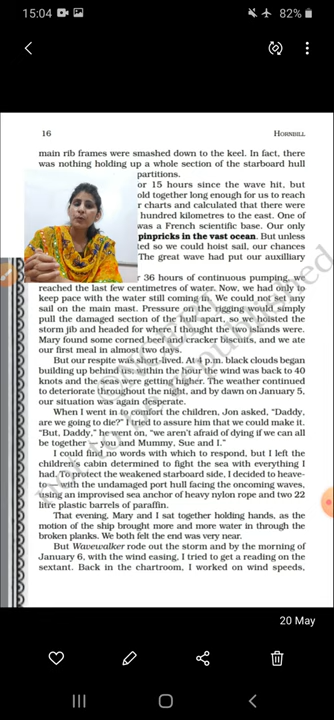 15:04
82%
16
HORNBILL
main rib frames were smashed down to the keel. In fact, there
was nothing holding up a whole section of the starboard hull
partitions.
or 15 hours since the wave hit, but
old together long enough for us to reach
r charts and calculated that there were
hundred kilometres to the east. One of
was a French scientific base. Our only
pinpricks in the vast ocean. But unless
ted so we could hoist sail, our chances
The great wave had put our auxilliary
r 36 hours of continuous pumping, we
reached the last few centimetres of water. Now, we had only to
keep pace with the water still coming in. We could not set any
sail on the main mast. Pressure on the rigging would simply
pull the damaged section of the hull apart, so we hoisted the
storm jib and headed for where I thought the two islands were.
Mary found some corned beef and cracker biscuits, and we ate
our first meal in almost two days.
But our respite was short-lived. At 4 p.m. black clouds began
building up behind us; within the hour the wind was back to 40
knots and the seas were getting higher. The weather continued
to deteriorate throughout the night, and by dawn on January 5,
our situation was again desperate.
When I went in to comfort the children, Jon asked, “Daddy,
are we going to die?” I tried to assure him that we could make it.
“But, Daddy,” he went on, “we aren’t afraid of dying if we can all
be together — you and Mummy, Sue and I.”
I could find no words with which to respond, but I left the
children’s cabin determined to fight the sea with everything I
had. To protect the weakened starboard side, I decided to heave-
to — with the undamaged port hull facing the oncoming waves,
using an improvised sea anchor of heavy nylon rope and two 22
litre plastic barrels of paraffin.
That evening, Mary and I sat together holding hands, as the
motion of the ship brought more and more water in through the
broken planks. We both felt the end was very near.
But Wavewalker rode out the storm and by the morning of
January 6, with the wind easing, I tried to get a reading on the
sextant. Back in the chartroom, I worked on wind speeds,
20 May